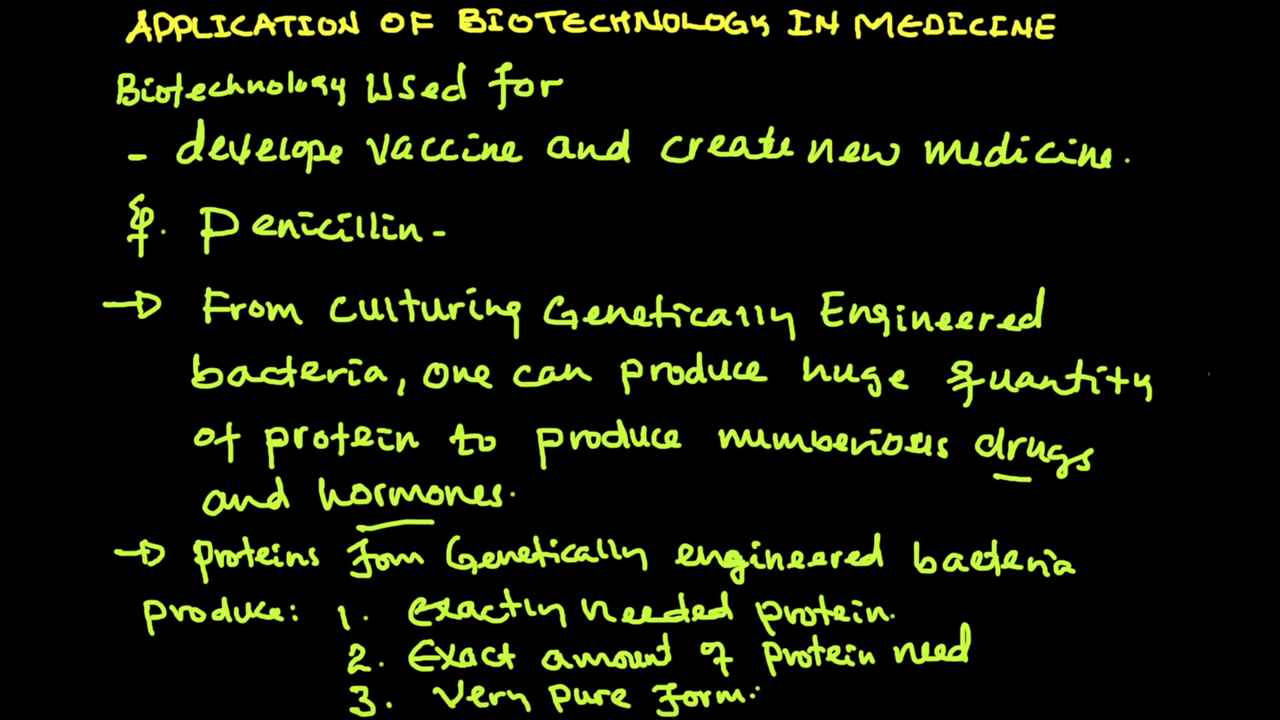 APPLICATION OF BIOTECHNOLOGY IN MEDICINE
Biotechnology Used for
- develope vaccine and create new medicine.
Penicillin -
→ From culturing Genetically Engineered
bacteria, one can produce huge quantity
of protein to produce numberious drugs
and hormones.
→ Proteins from Genetically engineered bacteria
produce: 1. exactly needed protein.
2. Exact amount of protein need
3. Very pure form.